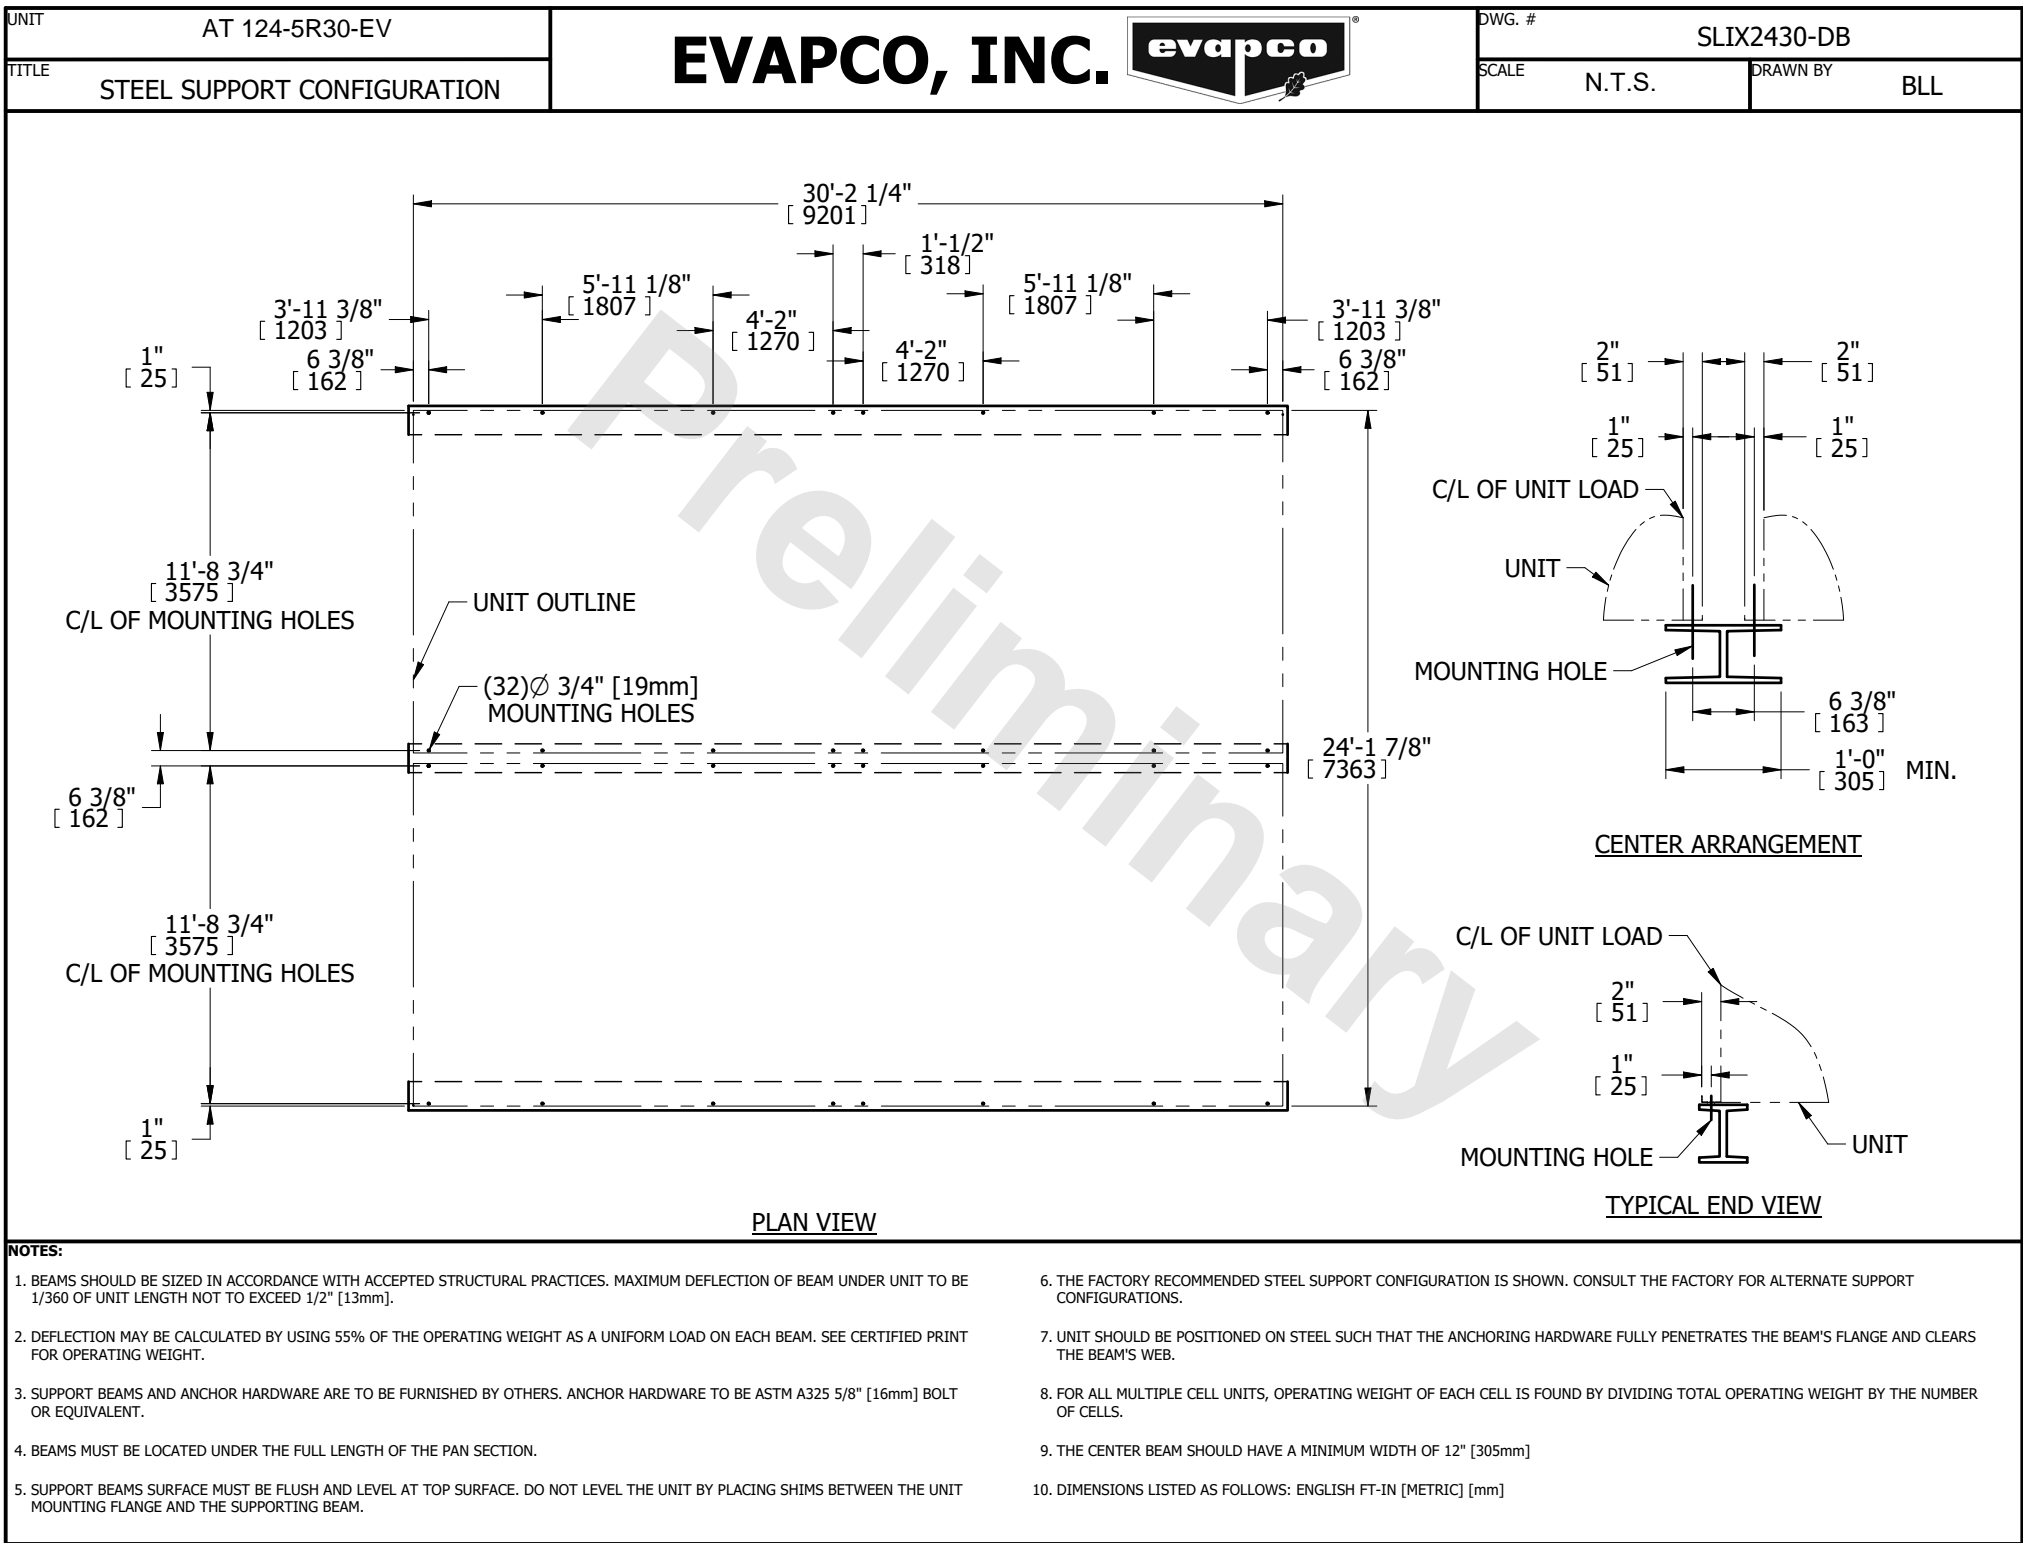 UNIT
AT 124-5R30-EV
TITLE
STEEL SUPPORT CONFIGURATION
EVAPCO, INC.
evapco
®
DWG. #
SLIX2430-DB
SCALE
N.T.S.
DRAWN BY
BLL
30'-2 1/4"
[ 9201 ]
1'-1/2"
[ 318 ]
5'-11 1/8"
[ 1807 ]
5'-11 1/8"
[ 1807 ]
3'-11 3/8"
[ 1203 ]
4'-2"
[ 1270 ]
3'-11 3/8"
[ 1203 ]
1"
[ 25 ]
6 3/8"
[ 162 ]
4'-2"
[ 1270 ]
6 3/8"
[ 162 ]
11'-8 3/4"
[ 3575 ]
C/L OF MOUNTING HOLES
UNIT OUTLINE
(32)∅ 3/4" [19mm]
MOUNTING HOLES
24'-1 7/8"
[ 7363 ]
6 3/8"
[ 162 ]
11'-8 3/4"
[ 3575 ]
C/L OF MOUNTING HOLES
1"
[ 25 ]
PLAN VIEW
Preliminary
2"
[ 51 ]
2"
[ 51 ]
1"
[ 25 ]
1"
[ 25 ]
C/L OF UNIT LOAD
UNIT
MOUNTING HOLE
6 3/8"
[ 163 ]
1'-0"
[ 305 ]
MIN.
CENTER ARRANGEMENT
C/L OF UNIT LOAD
2"
[ 51 ]
1"
[ 25 ]
MOUNTING HOLE
UNIT
TYPICAL END VIEW
NOTES:
1. BEAMS SHOULD BE SIZED IN ACCORDANCE WITH ACCEPTED STRUCTURAL PRACTICES. MAXIMUM DEFLECTION OF BEAM UNDER UNIT TO BE
1/360 OF UNIT LENGTH NOT TO EXCEED 1/2" [13mm].
2. DEFLECTION MAY BE CALCULATED BY USING 55% OF THE OPERATING WEIGHT AS A UNIFORM LOAD ON EACH BEAM. SEE CERTIFIED PRINT
FOR OPERATING WEIGHT.
3. SUPPORT BEAMS AND ANCHOR HARDWARE ARE TO BE FURNISHED BY OTHERS. ANCHOR HARDWARE TO BE ASTM A325 5/8" [16mm] BOLT
OR EQUIVALENT.
4. BEAMS MUST BE LOCATED UNDER THE FULL LENGTH OF THE PAN SECTION.
5. SUPPORT BEAMS SURFACE MUST BE FLUSH AND LEVEL AT TOP SURFACE. DO NOT LEVEL THE UNIT BY PLACING SHIMS BETWEEN THE UNIT
MOUNTING FLANGE AND THE SUPPORTING BEAM.
6. THE FACTORY RECOMMENDED STEEL SUPPORT CONFIGURATION IS SHOWN. CONSULT THE FACTORY FOR ALTERNATE SUPPORT
CONFIGURATIONS.
7. UNIT SHOULD BE POSITIONED ON STEEL SUCH THAT THE ANCHORING HARDWARE FULLY PENETRATES THE BEAM'S FLANGE AND CLEARS
THE BEAM'S WEB.
8. FOR ALL MULTIPLE CELL UNITS, OPERATING WEIGHT OF EACH CELL IS FOUND BY DIVIDING TOTAL OPERATING WEIGHT BY THE NUMBER
OF CELLS.
9. THE CENTER BEAM SHOULD HAVE A MINIMUM WIDTH OF 12" [305mm]
10. DIMENSIONS LISTED AS FOLLOWS: ENGLISH FT-IN [METRIC] [mm]